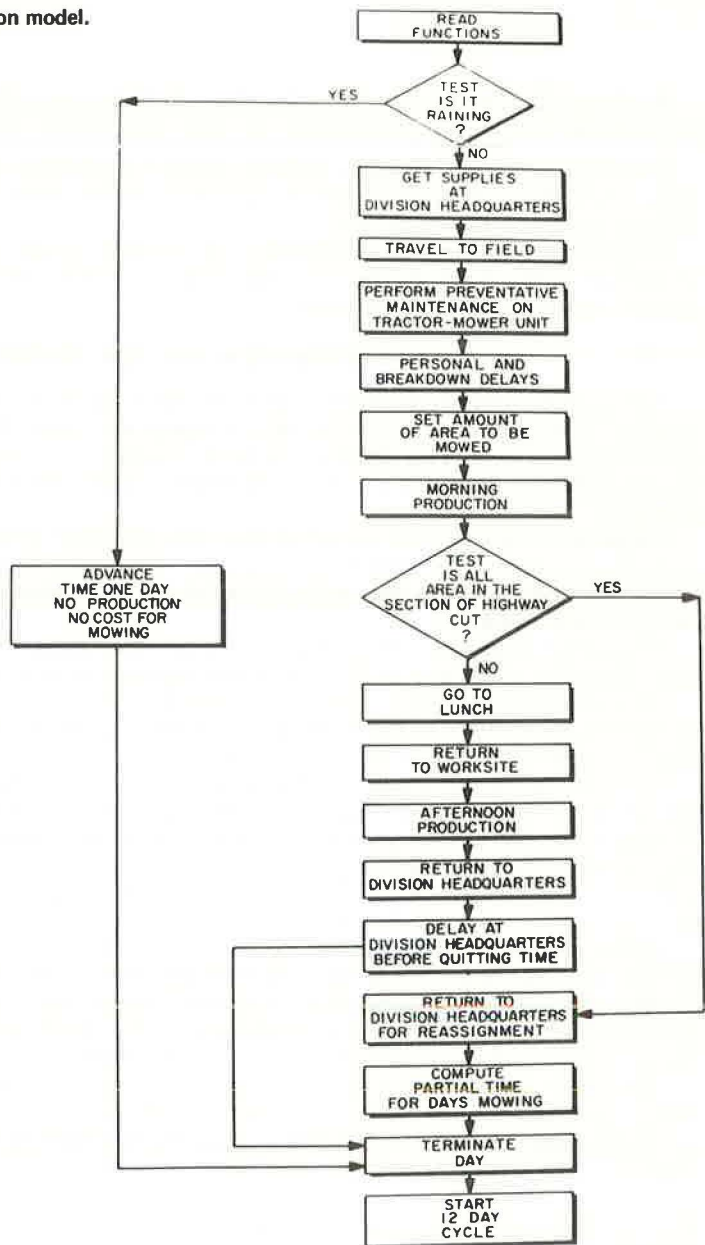 on model.
READ
FUNCTIONS
TEST
IS IT
RAINING
?
YES
NO
GET SUPPLIES
AT
DIVISION HEADQUARTERS
TRAVEL TO FIELD
PERFORM PREVENTATIVE
MAINTENANCE ON
TRACTOR-MOWER UNIT
PERSONAL AND
BREAKDOWN DELAYS
SET AMOUNT
OF AREA TO BE
MOWED
MORNING
PRODUCTION
ADVANCE
TIME ONE DAY
NO PRODUCTION
NO COST FOR
MOWING
TEST
IS ALL
AREA IN THE
SECTION OF HIGHWAY
CUT
?
YES
NO
GO TO
LUNCH
RETURN
TO WORKSITE
AFTERNOON
PRODUCTION
RETURN TO
DIVISION HEADQUARTERS
DELAY AT
DIVISION HEADQUARTERS
BEFORE QUITTING TIME
RETURN TO
DIVISION HEADQUARTERS
FOR REASSIGNMENT
COMPUTE
PARTIAL TIME
FOR DAYS MOWING
TERMINATE
DAY
START
12 DAY
CYCLE